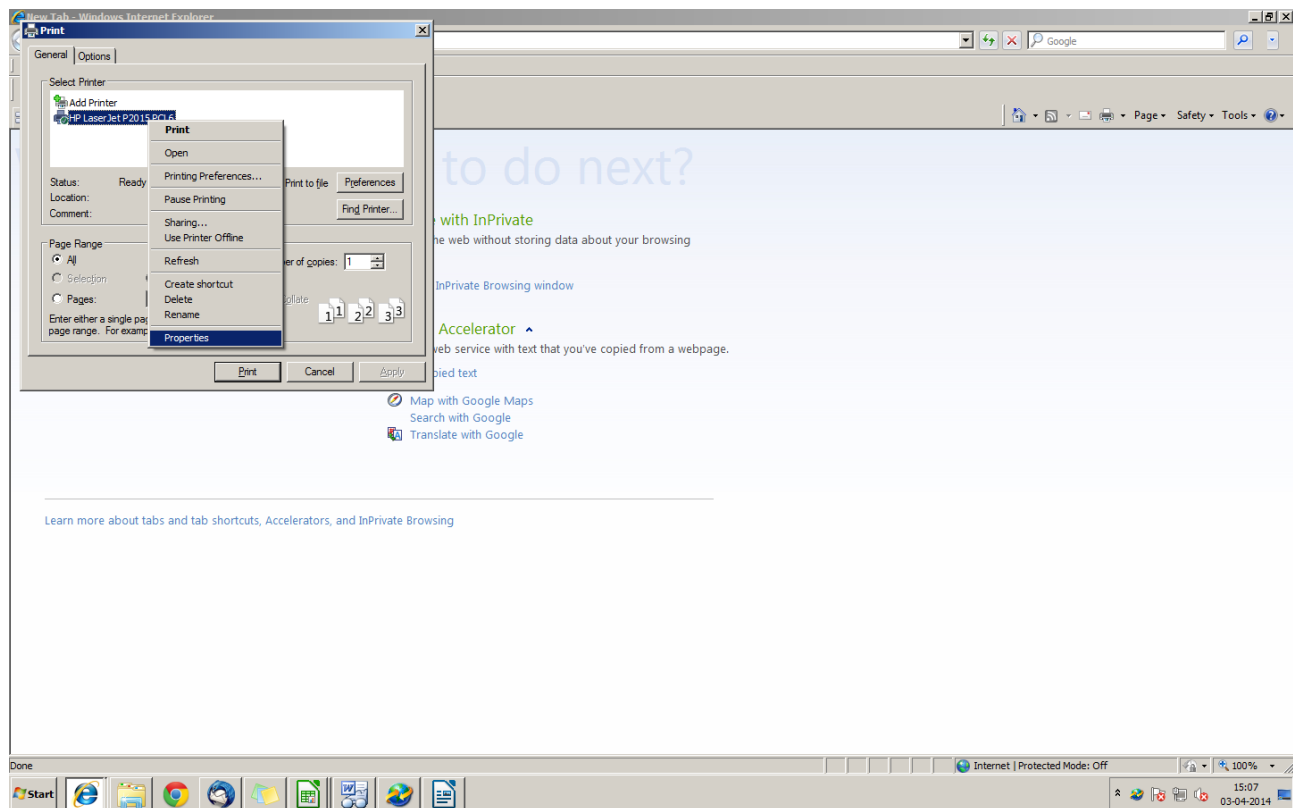 New Tab - Windows Internet Explorer
Print
General Options
Google
Select Printer
Add Printer
HP LaserJet P2015 PCL6
Page Safety Tools
Print
Open
Printing Preferences...
Pause Printing
Sharing...
Use Printer Offline
Refresh
Create shortcut
Delete
Rename
Properties
Status: Ready
Location:
Comment:
Print to file Preferences
Find Printer...
Page Range
All
Selection
Pages:
Enter either a single
page range. For
of copies: 1
11 22 33
Print Cancel Apply
to do next?
with InPrivate
the web without storing data about your browsing
InPrivate Browsing window
Accelerator
web service with text that you've copied from a webpage.
text
Map with Google Maps
Search with Google
Translate with Google
Learn more about tabs and tab shortcuts, Accelerators, and InPrivate Browsing
Done Internet | Protected Mode: Off 100%
Start 15:07
03-04-2014